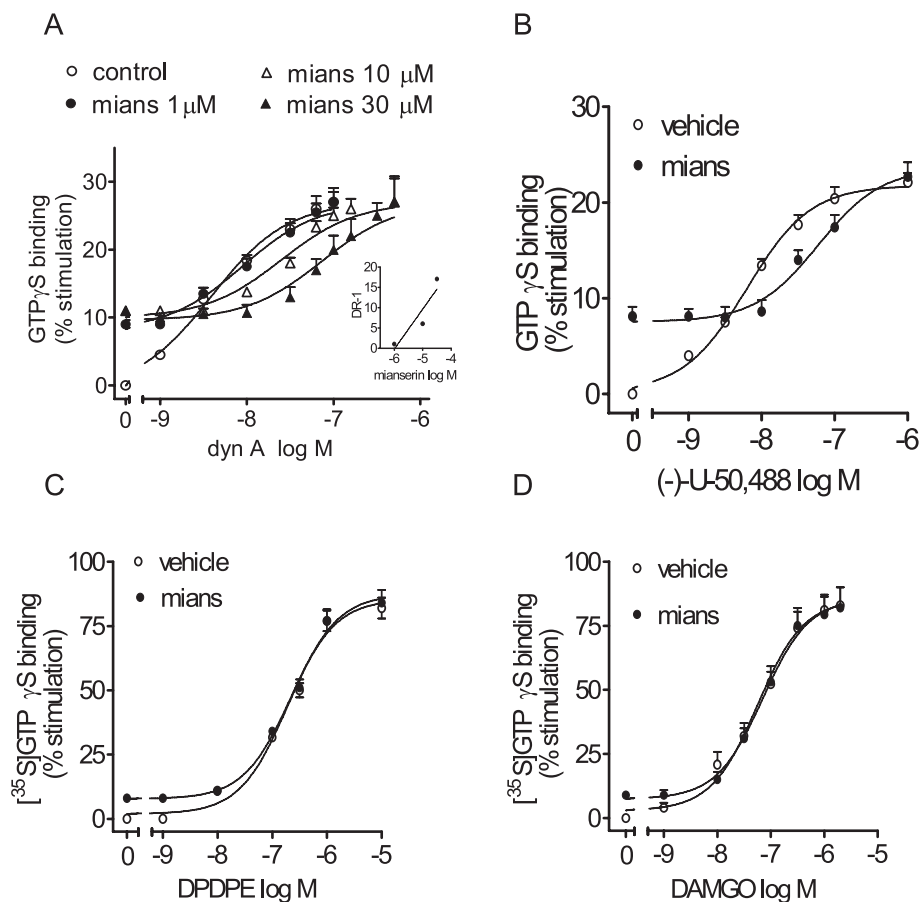 A
○ control
● mians 1μM
△ mians 10 μM
▲ mians 30 μM
GTPγS binding
(% stimulation)
30
20
10
0
0
-9
-8
-7
-6
dyn A log M
DR-1
20
15
10
5
0
-6
-5
-4
mianserin log M
B
○ vehicle
● mians
GTP γS binding
(% stimulation)
30
20
10
0
0
-9
-8
-7
-6
(-)-U-50,488 log M
C
○ vehicle
● mians
[³⁵S]GTP γS binding
(% stimulation)
100
75
50
25
0
0
-9
-8
-7
-6
-5
DPDPE log M
D
○ vehicle
● mians
[³⁵S]GTP γS binding
(% stimulation)
100
75
50
25
0
0
-9
-8
-7
-6
-5
DAMGO log M